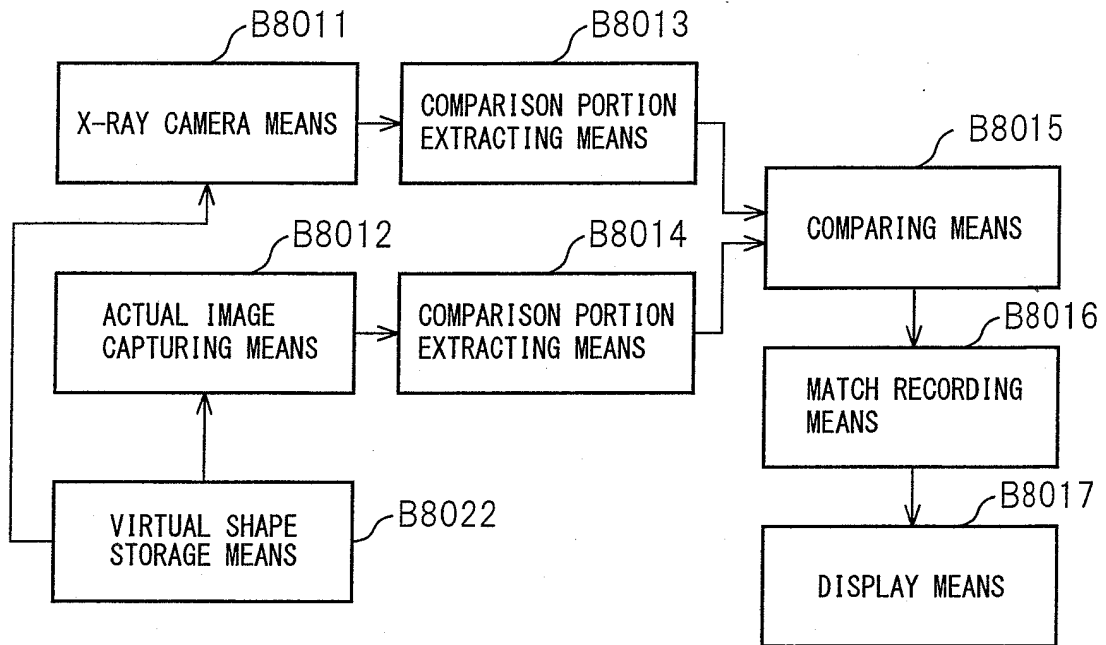 B8011
X-RAY CAMERA MEANS
B8013
COMPARISON PORTION
EXTRACTING MEANS
B8015
COMPARING MEANS
B8012
ACTUAL IMAGE
CAPTURING MEANS
B8014
COMPARISON PORTION
EXTRACTING MEANS
B8016
MATCH RECORDING
MEANS
B8022
VIRTUAL SHAPE
STORAGE MEANS
B8017
DISPLAY MEANS